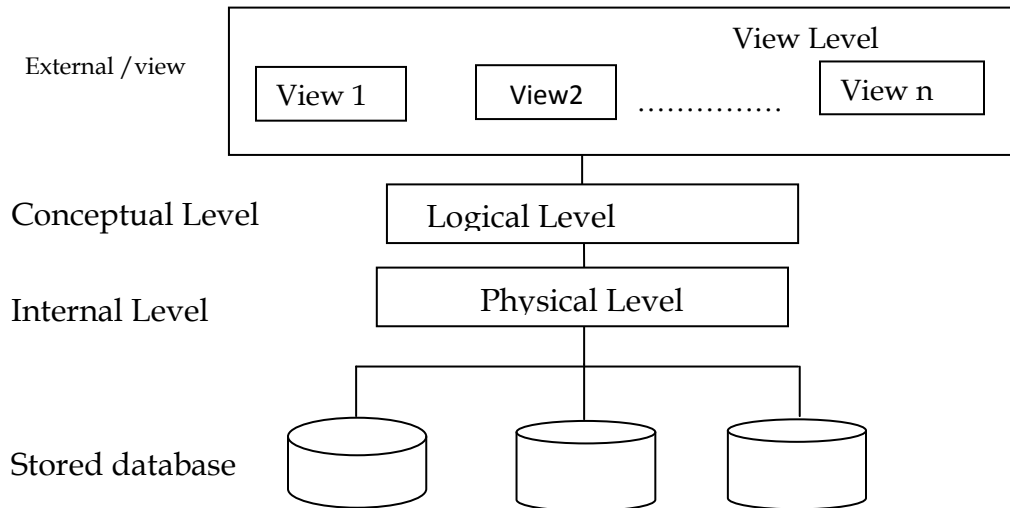 View Level
External /view
View 1
View2
...............
View n
Conceptual Level
Logical Level
Internal Level
Physical Level
Stored database